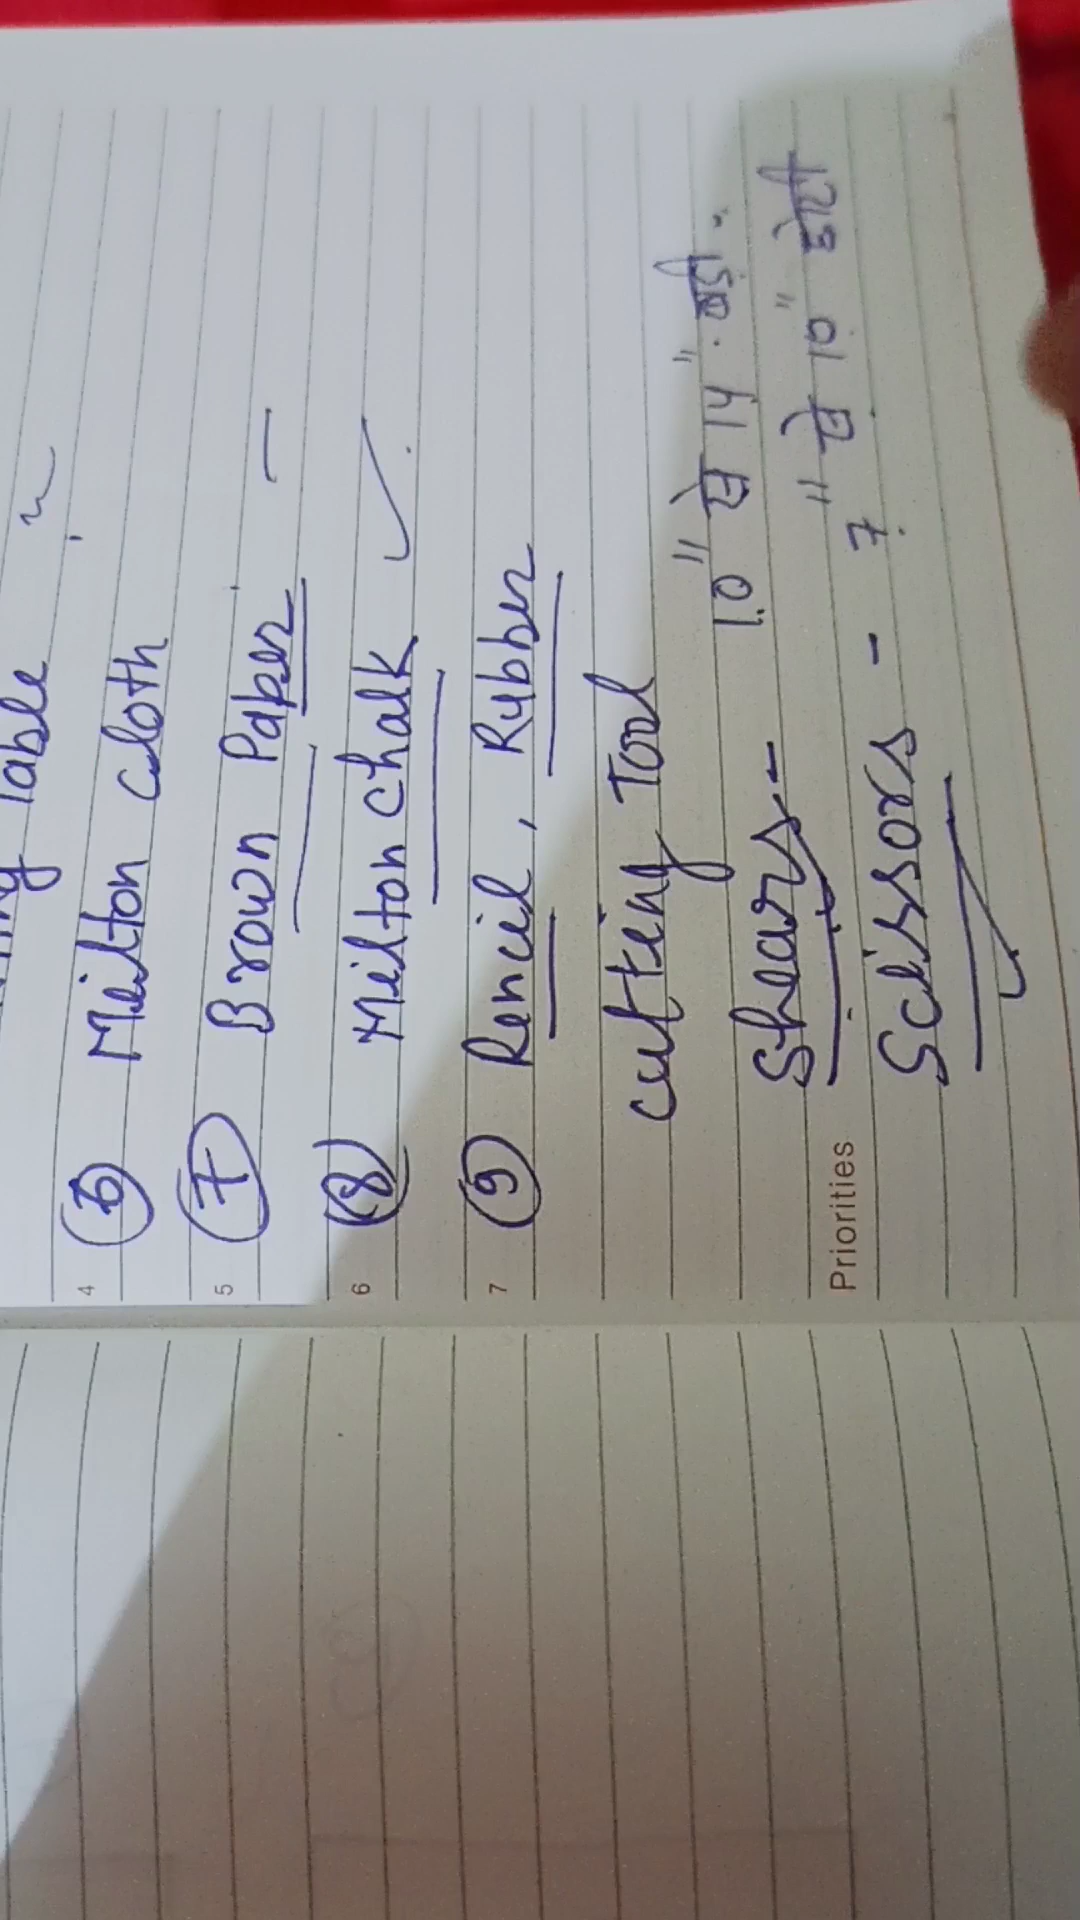 Table
4 ⑥ Milton cloth
5 ⑦ Brown Paper –
6 ⑧ Milton chalk ✓
7 ⑨ Pencil, Rubber
cutting Tool
Shears - 10" से 14"
Priorities
Scissors - 7" से 10"